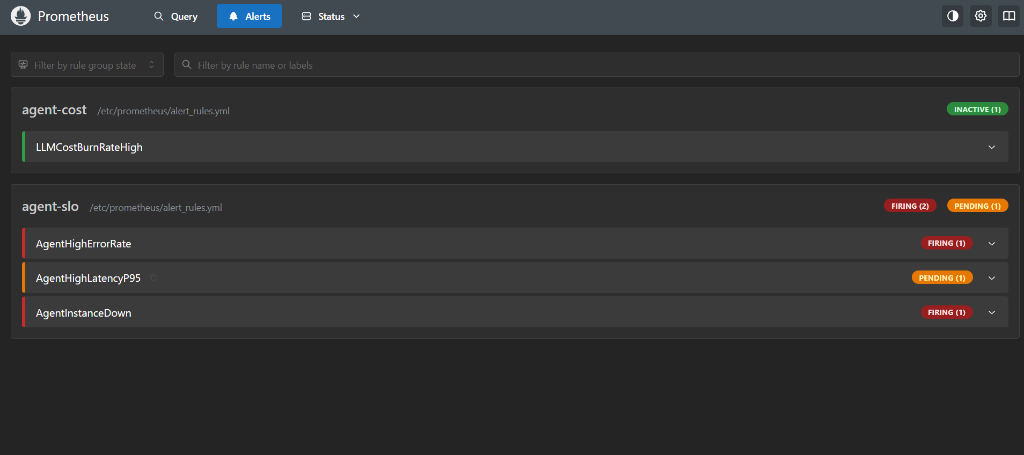 Prometheus Query Alerts Status
Filter by rule group state Filter by rule name or labels
agent-cost /etc/prometheus/alert_rules.yml INACTIVE (1)
LLMCostBurnRateHigh
agent-slo /etc/prometheus/alert_rules.yml FIRING (2) PENDING (1)
AgentHighErrorRate FIRING (1)
AgentHighLatencyP95 PENDING (1)
AgentInstanceDown FIRING (1)